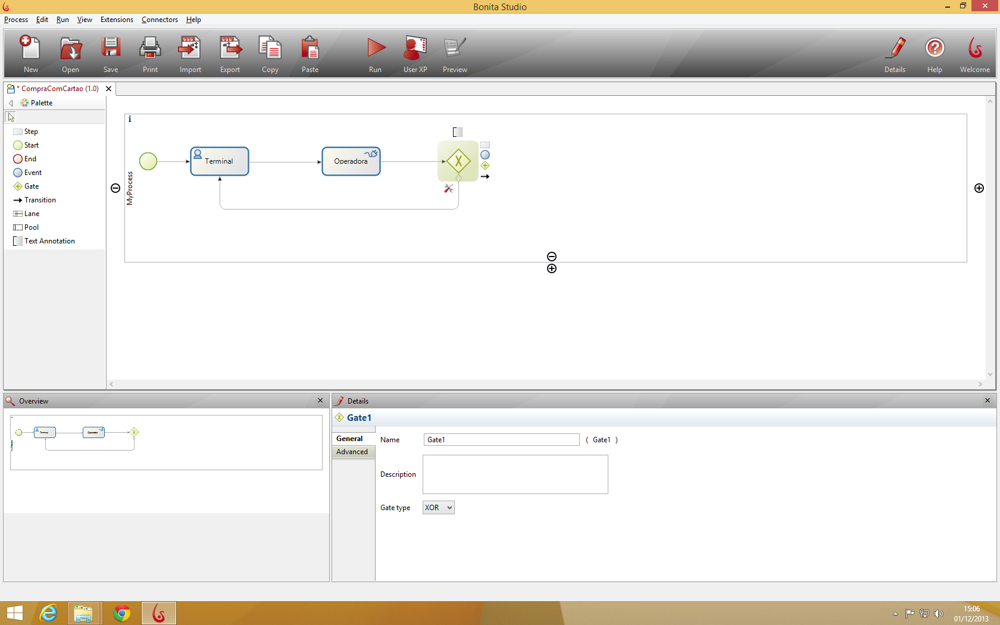 Bonita Studio
Process Edit Run View Extensions Connectors Help
New Open Save Print Import Export Copy Paste Run User XP Preview Details Help Welcome
* CompraComCartao (1.0)
Palette
Step
Start
End
Event
Gate
Transition
Lane
Pool
Text Annotation
MyProcess
Terminal
Operadora
Overview
Terminal
Operadora
Details
Gate1
General
Advanced
Name Gate1 ( Gate1 )
Description
Gate type XOR
15:06
01/12/2013